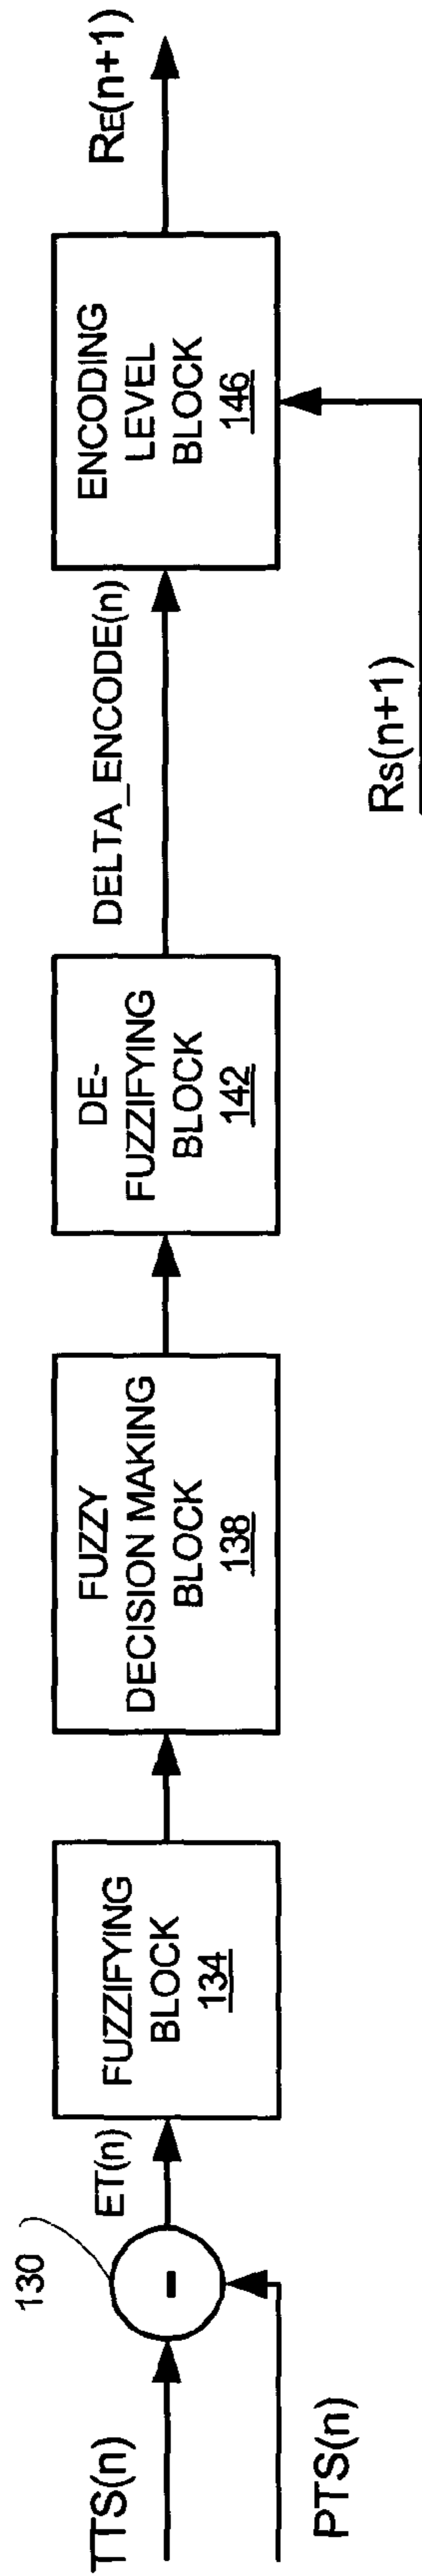 TTS(n)
PTS(n)
130
ET(n)
FUZZIFYING
BLOCK
134
FUZZY
DECISION MAKING
BLOCK
138
DE-
FUZZIFYING
BLOCK
142
DELTA_ENCODE(n)
ENCODING
LEVEL
BLOCK
146
RS(n+1)
RE(n+1)